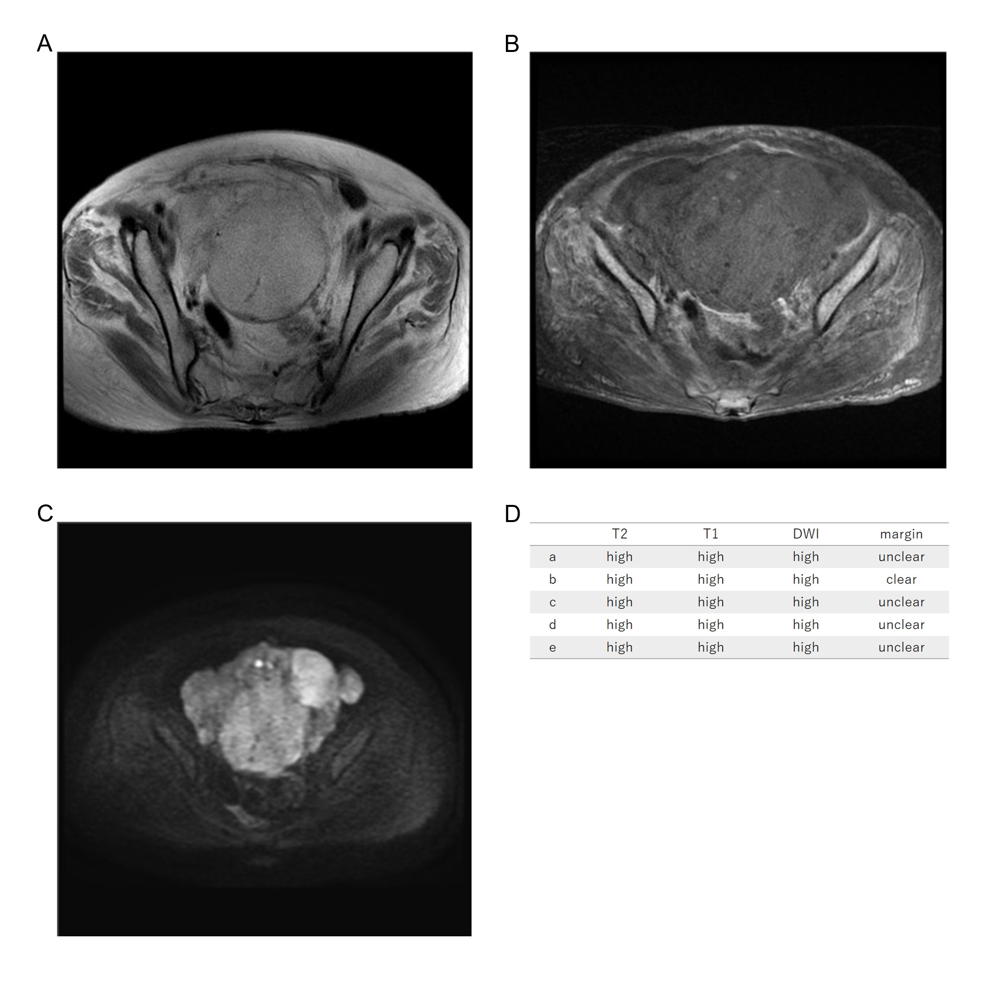 A
B
C
D
T2 T1 DWI margin
a high high high unclear
b high high high clear
c high high high unclear
d high high high unclear
e high high high unclear